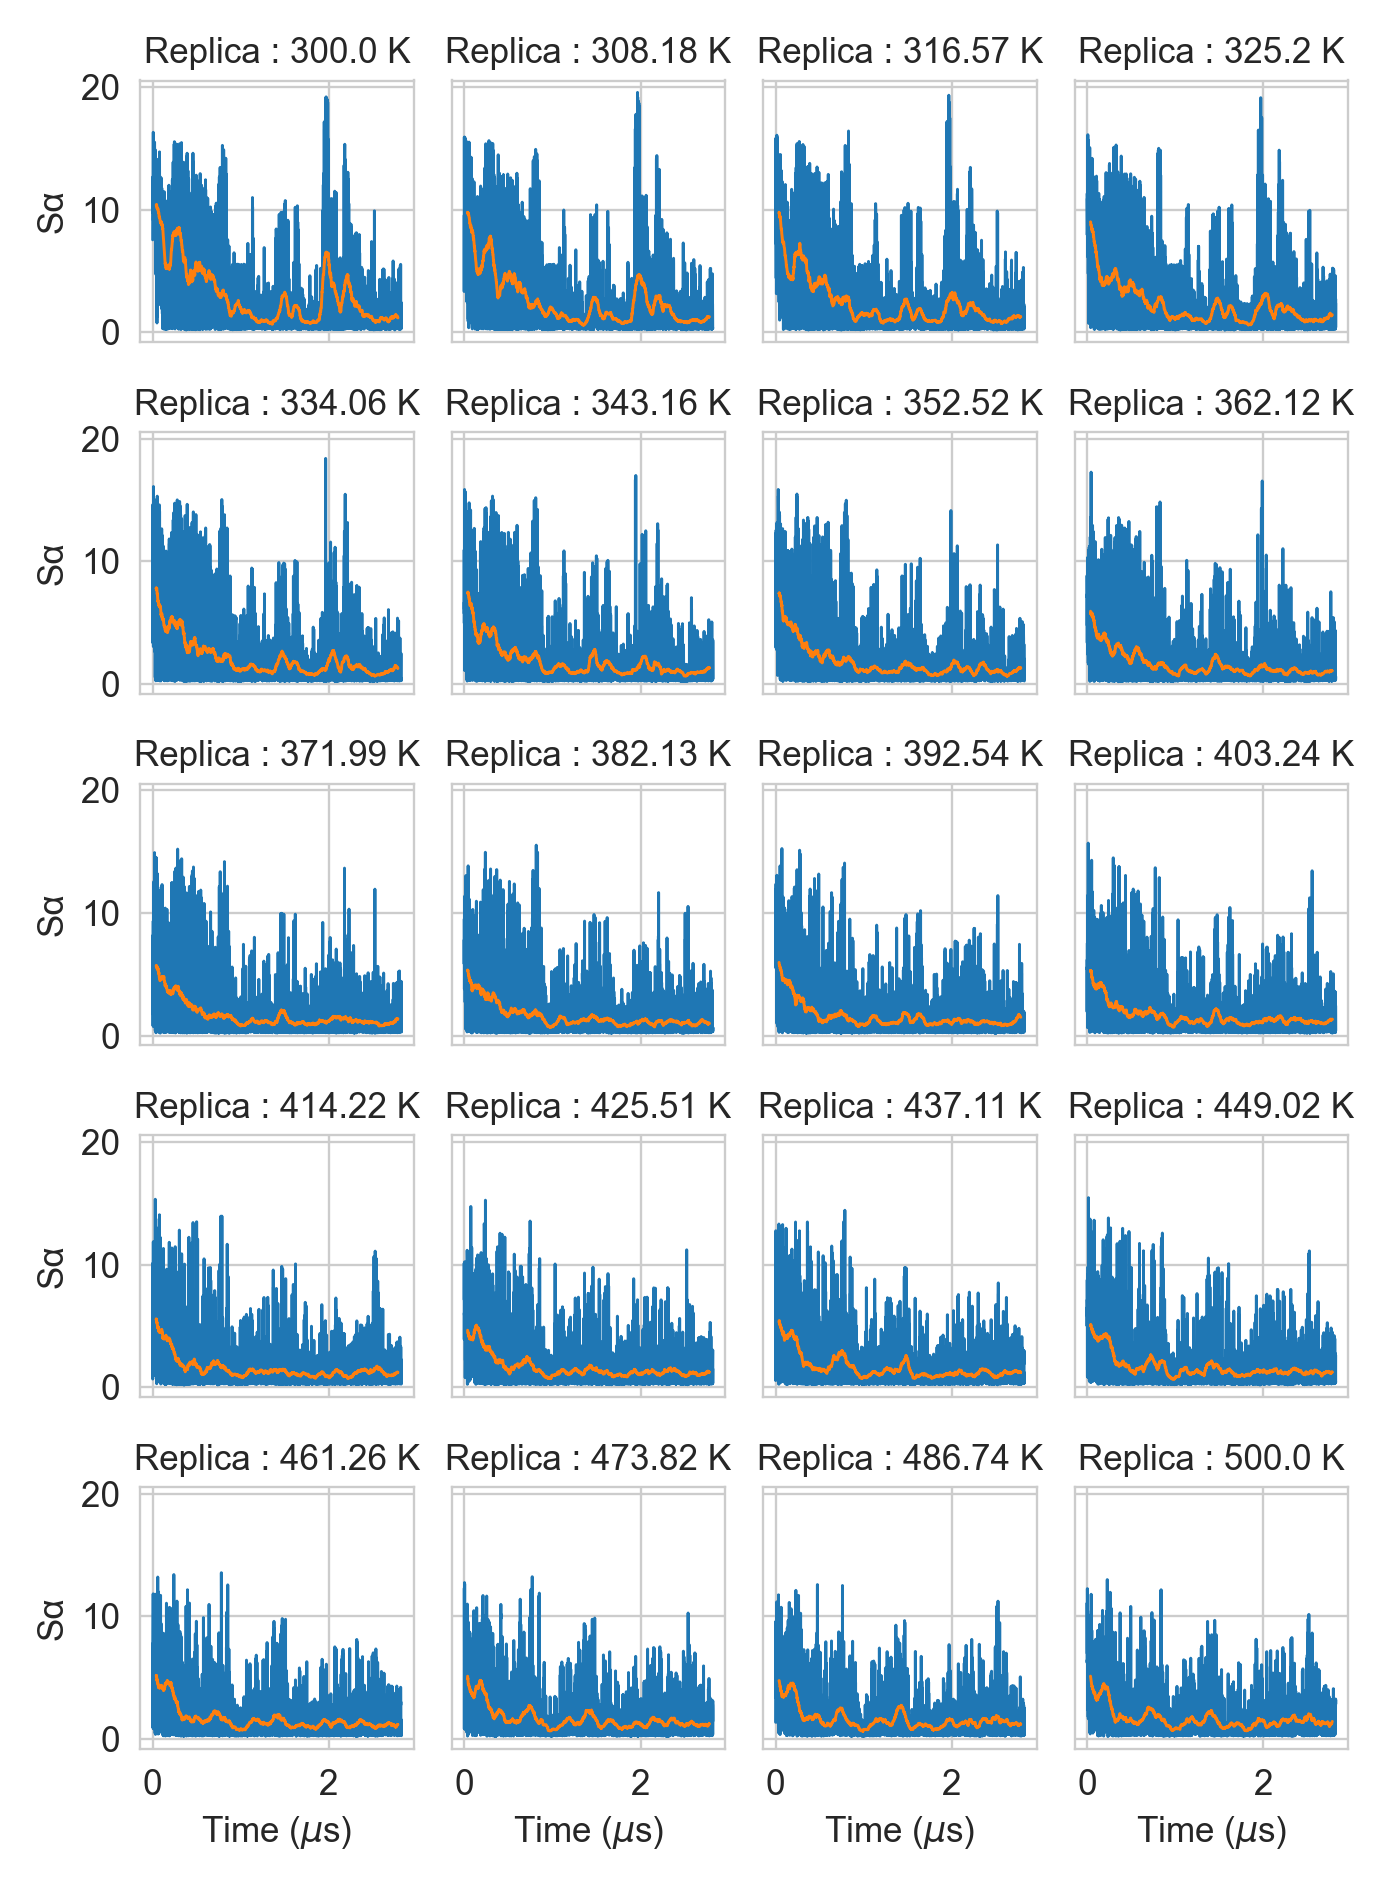 Replica : 300.0 K Replica : 308.18 K Replica : 316.57 K Replica : 325.2 K
20
Sα
10
0
Replica : 334.06 K Replica : 343.16 K Replica : 352.52 K Replica : 362.12 K
20
Sα
10
0
Replica : 371.99 K Replica : 382.13 K Replica : 392.54 K Replica : 403.24 K
20
Sα
10
0
Replica : 414.22 K Replica : 425.51 K Replica : 437.11 K Replica : 449.02 K
20
Sα
10
0
Replica : 461.26 K Replica : 473.82 K Replica : 486.74 K Replica : 500.0 K
20
Sα
10
0
0 2 0 2 0 2 0 2
Time (μs) Time (μs) Time (μs) Time (μs)